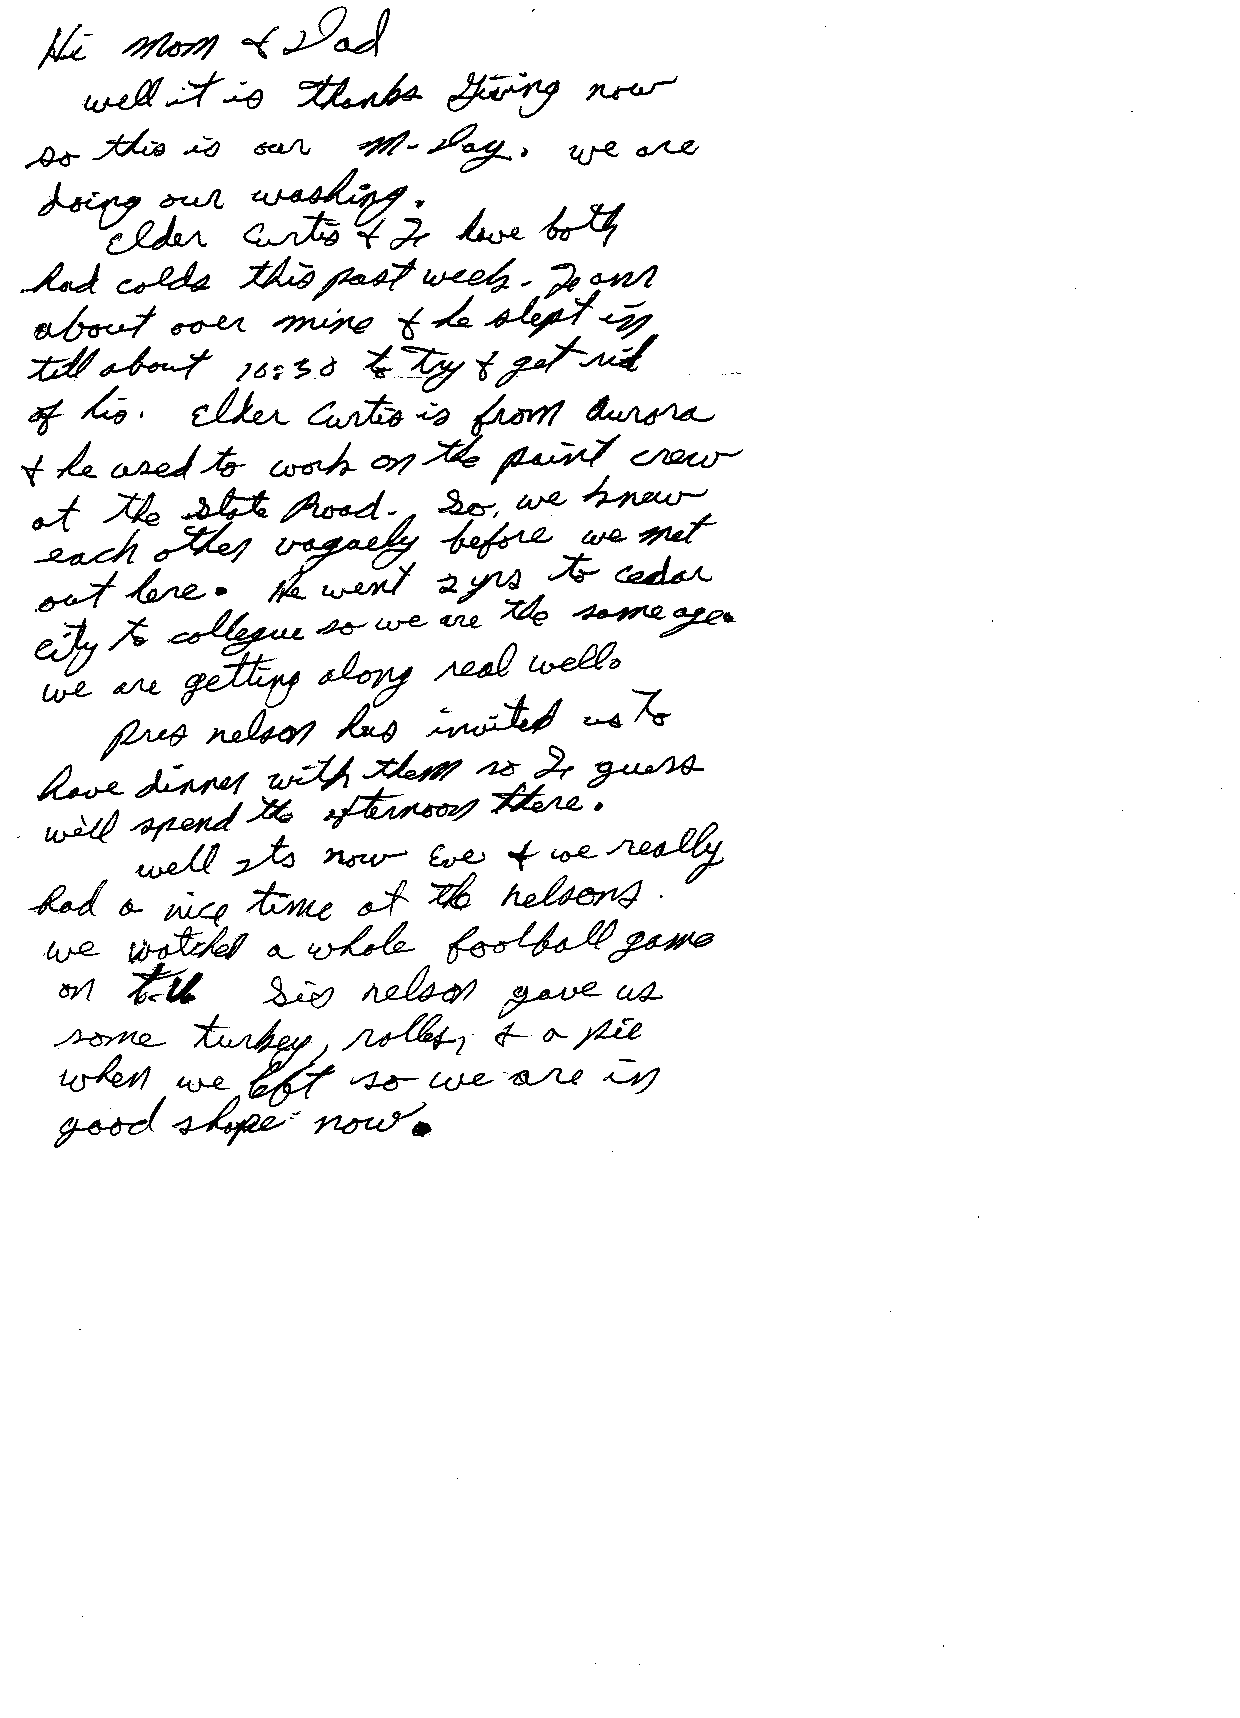 Hi Mom & Dad
well it is thanks Giving now
so this is our M-Day. we are
doing our washing.
Elder Curtis & I have both
had colds this past week. I am
about over mine & he slept in
till about 10:30 to try & get rid
of his. Elder Curtis is from Aurora
& he used to work on the paint crew
at the State Road. So, we knew
each other vaguely before we met
out here. He went 2 yrs to cedar
city to collegue so we are the same age.
we are getting along real well.
Pres nelson has invited us to
have dinner with them so I guess
we'll spend the afternoon there.
well Its now Eve & we really
had a nice time at the nelsons.
we watched a whole football game
on T.V. Sis nelson gave us
some turkey, rolles, & a pie
when we left so we are in
good shape now.